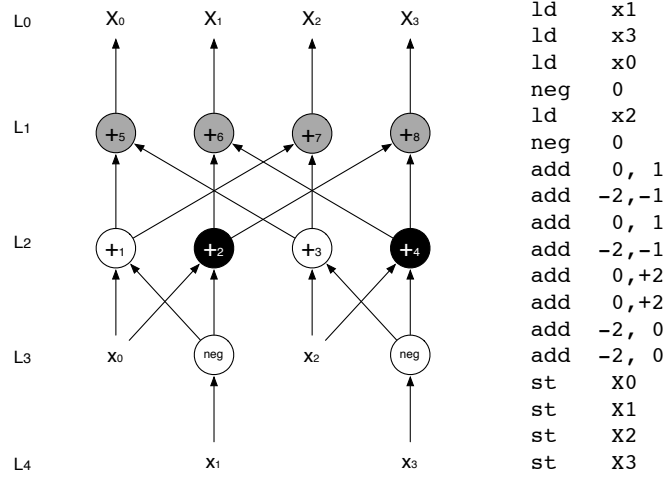 L0 X0 X1 X2 X3
L1 +5 +6 +7 +8
L2 +1 +2 +3 +4
L3 x0 neg x2 neg
L4 x1 x3
ld x1
ld x3
ld x0
neg 0
ld x2
neg 0
add 0, 1
add -2,-1
add 0, 1
add -2,-1
add 0,+2
add 0,+2
add -2, 0
add -2, 0
st X0
st X1
st X2
st X3